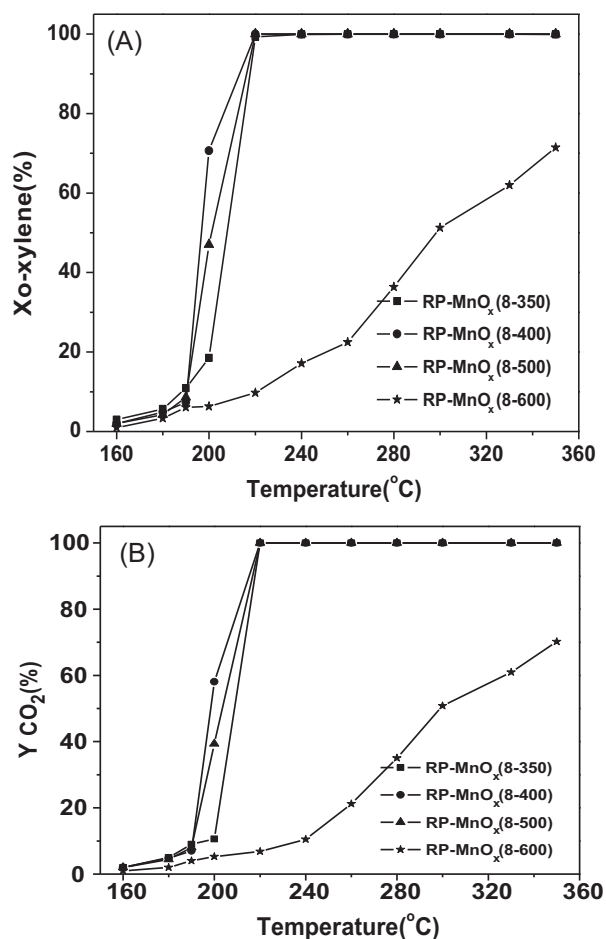 (A)
Xo-xylene(%)
100
80
60
40
20
0
RP-MnOx(8-350)
RP-MnOx(8-400)
RP-MnOx(8-500)
RP-MnOx(8-600)
160 200 240 280 320 360
Temperature(°C)
(B)
Y CO2(%)
100
80
60
40
20
0
RP-MnOx(8-350)
RP-MnOx(8-400)
RP-MnOx(8-500)
RP-MnOx(8-600)
160 200 240 280 320 360
Temperature(°C)